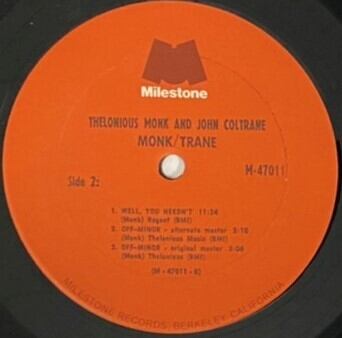 Milestone
THELONIOUS MONK AND JOHN COLTRANE
MONK/TRANE
M-47011
Side 2:
1. WELL, YOU NEEDN'T 11:24
(Monk) Regent (BMI)
2. OFF-MINOR - alternate master 5:10
(Monk) Thelonious Music (BMI)
3. OFF-MINOR - original master 5:06
(Monk) Thelonious (BMI)
(M - 47011 - B)
MILESTONE RECORDS, BERKELEY, CALIFORNIA